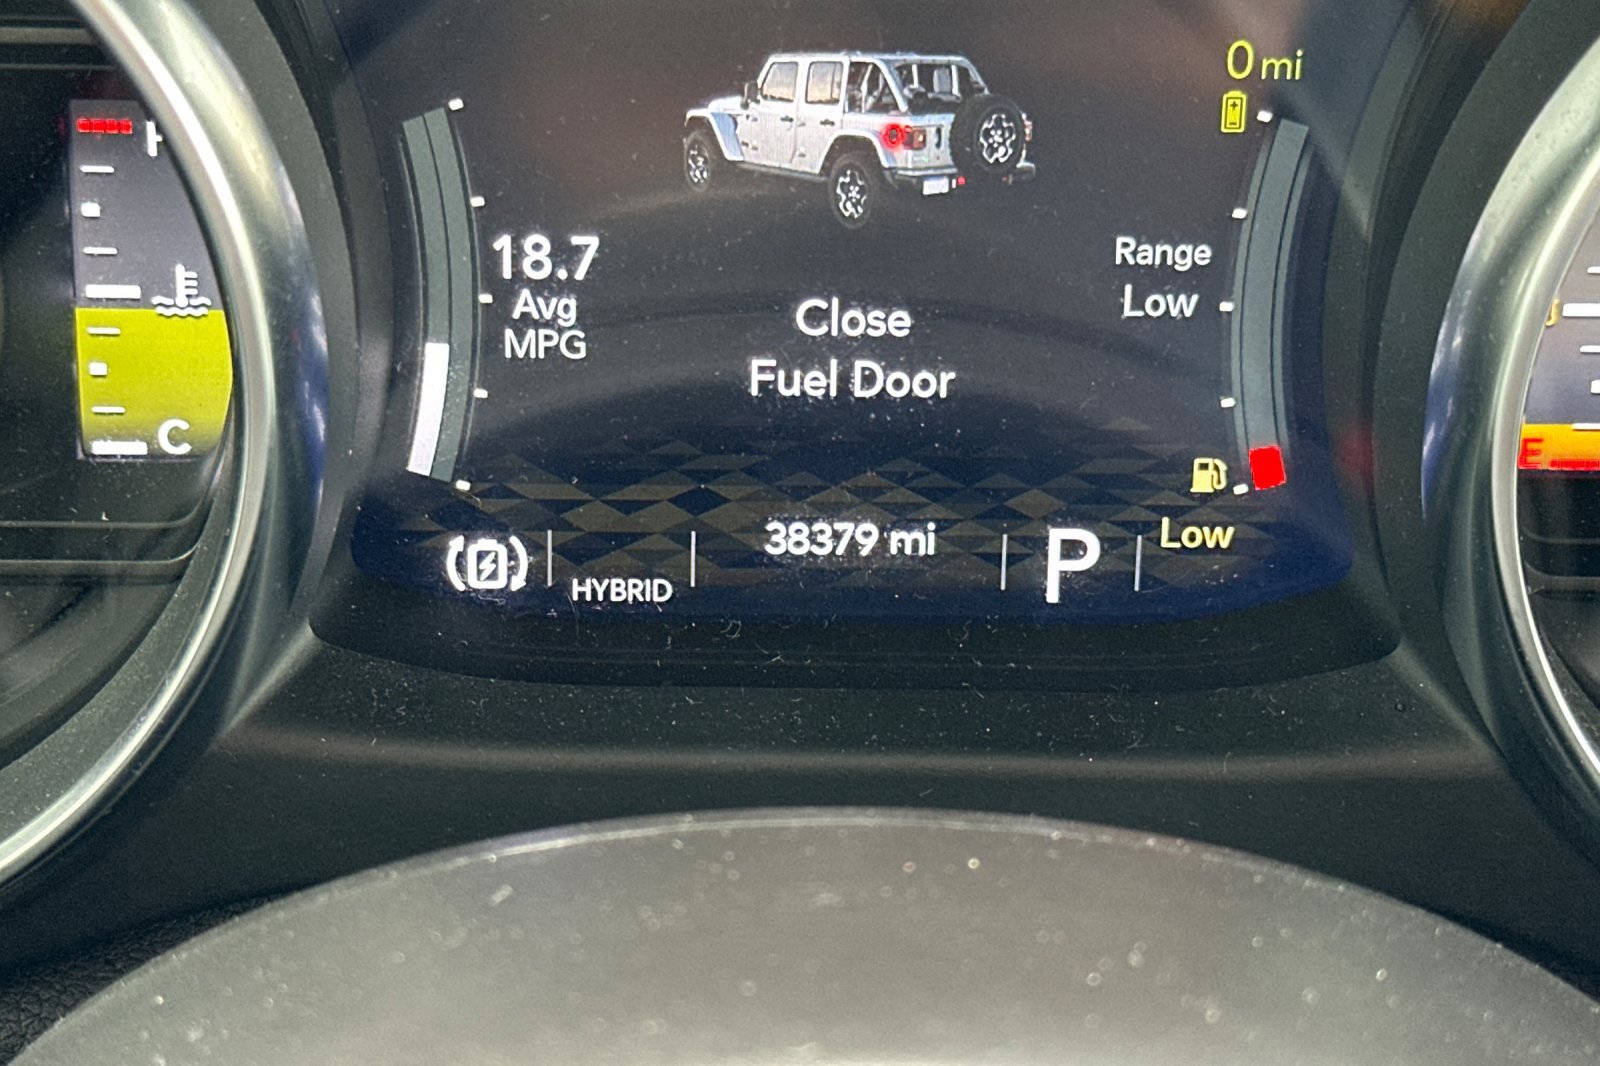 H
0 mi
18.7
Avg
MPG
Range
Low
Close
Fuel Door
C
E
HYBRID
38379 mi
P
Low